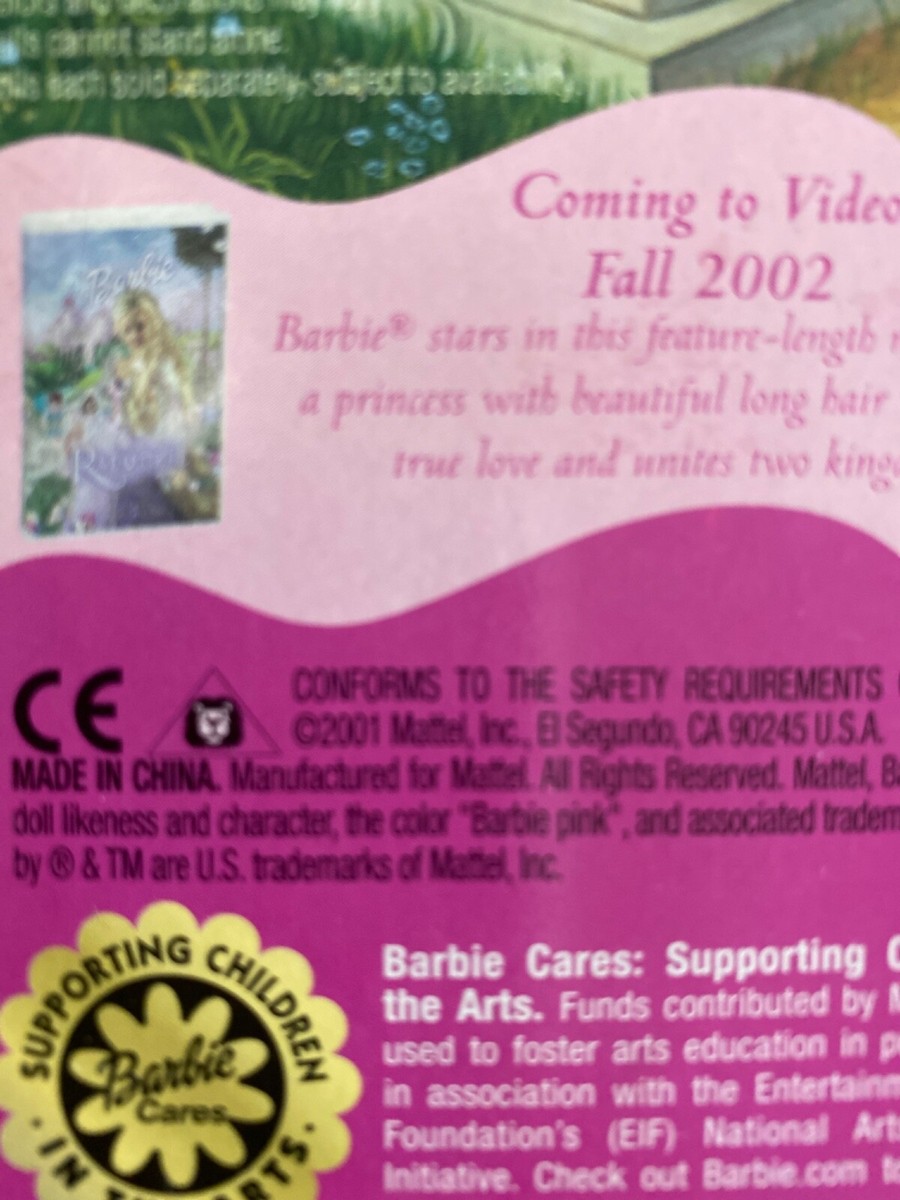 cannot stand alone.
each sold separately, subject to availability.
Coming to Video
Fall 2002
Barbie® stars in this feature-length
a princess with beautiful long hair
true love and unites two
Barbie
CE
CONFORMS TO THE SAFETY REQUIREMENTS
©2001 Mattel, Inc., El Segundo, CA 90245 U.S.A.
MADE IN CHINA. Manufactured for Mattel. All Rights Reserved. Mattel,
doll likeness and character, the color "Barbie pink", and associated
by ® & TM are U.S. trademarks of Mattel, Inc.
SUPPORTING CHILDREN
Barbie
Cares
· IN THE ARTS ·
Barbie Cares: Supporting
the Arts. Funds contributed by
used to foster arts education in
in association with the
Foundation's (EIF) National
Initiative. Check out Barbie.com